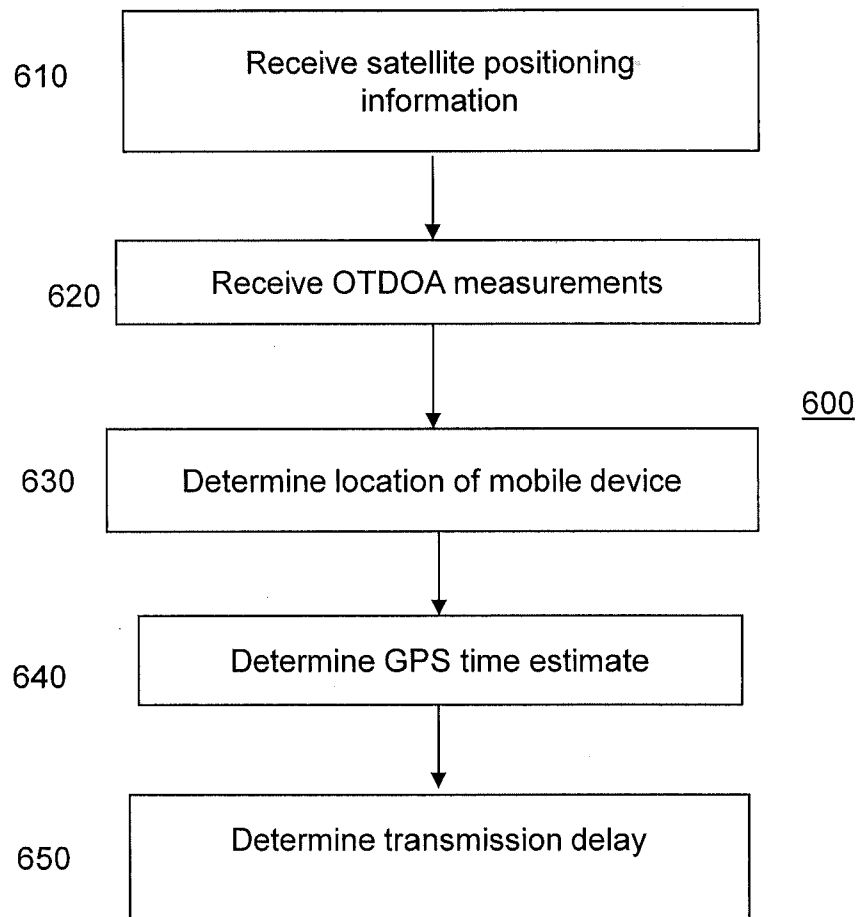 610
Receive satellite positioning
information
620
Receive OTDOA measurements
600
630
Determine location of mobile device
640
Determine GPS time estimate
650
Determine transmission delay